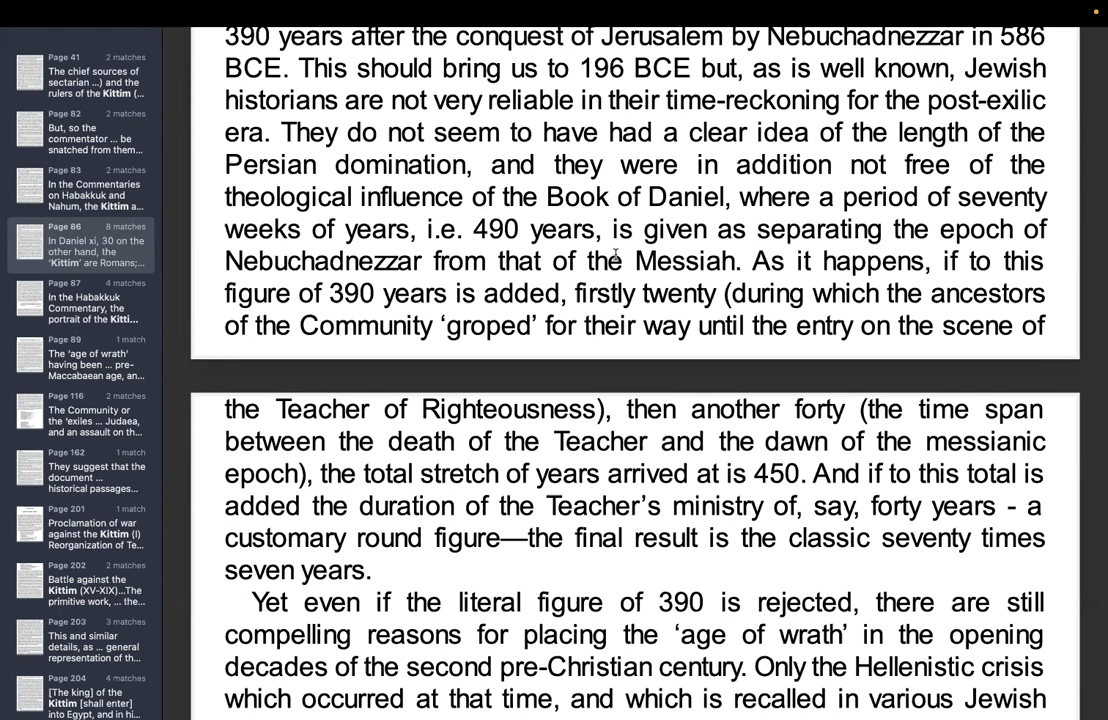 Page 41 2 matches
The chief sources of
sectarian ...) and the
rulers of the Kittim (...
Page 82 2 matches
But, so the
commentator ... be
snatched from them...
Page 83 2 matches
In the Commentaries
on Habakkuk and
Nahum, the Kittim a...
Page 86 8 matches
In Daniel xi, 30 on the
other hand, the
‘Kittim’ are Romans;...
Page 87 4 matches
In the Habakkuk
Commentary, the
portrait of the Kitti...
Page 89 1 match
The ‘age of wrath’
having been ... pre-
Maccabaean age, an...
Page 116 2 matches
The Community or
the ‘exiles ... Judaea,
and an assault on th...
Page 162 1 match
They suggest that the
document ...
historical passages...
Page 201 1 match
Proclamation of war
against the Kittim (I)
Reorganization of Te...
Page 202 2 matches
Battle against the
Kittim (XV-XIX)...The
primitive work, ... the...
Page 203 3 matches
This and similar
details, as ... general
representation of th...
Page 204 4 matches
[The king] of the
Kittim [shall enter]
into Egypt, and in hi...
390 years after the conquest of Jerusalem by Nebuchadnezzar in 586
BCE. This should bring us to 196 BCE but, as is well known, Jewish
historians are not very reliable in their time-reckoning for the post-exilic
era. They do not seem to have had a clear idea of the length of the
Persian domination, and they were in addition not free of the
theological influence of the Book of Daniel, where a period of seventy
weeks of years, i.e. 490 years, is given as separating the epoch of
Nebuchadnezzar from that of the Messiah. As it happens, if to this
figure of 390 years is added, firstly twenty (during which the ancestors
of the Community ‘groped’ for their way until the entry on the scene of
the Teacher of Righteousness), then another forty (the time span
between the death of the Teacher and the dawn of the messianic
epoch), the total stretch of years arrived at is 450. And if to this total is
added the duration of the Teacher’s ministry of, say, forty years - a
customary round figure—the final result is the classic seventy times
seven years.
Yet even if the literal figure of 390 is rejected, there are still
compelling reasons for placing the ‘age of wrath’ in the opening
decades of the second pre-Christian century. Only the Hellenistic crisis
which occurred at that time, and which is recalled in various Jewish